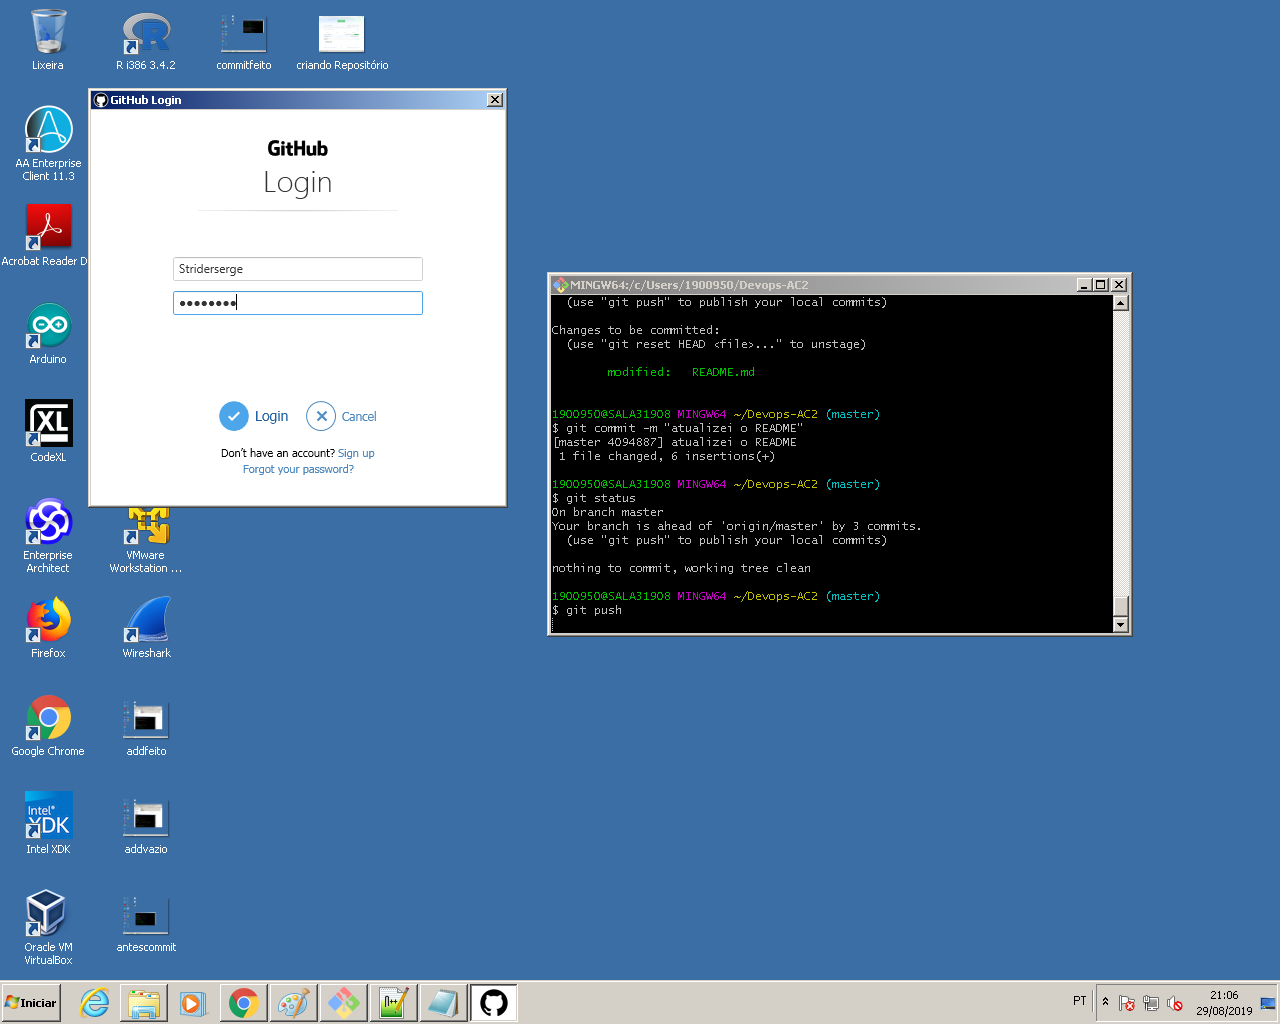 Lixeira
R i386 3.4.2
commitfeito
criando Repositório
GitHub Login
GitHub
Login
Striderserge
••••••••
Login
Cancel
Don't have an account? Sign up
Forgot your password?
AA Enterprise
Client 11.3
Acrobat Reader D
Arduino
XL
CodeXL
Enterprise
Architect
VMware
Workstation ...
Firefox
Wireshark
Google Chrome
addfeito
intel
XDK
Intel XDK
addvazio
Oracle VM
VirtualBox
antescommit
MINGW64:/c/Users/1900950/Devops-AC2
(use "git push" to publish your local commits)
Changes to be committed:
(use "git reset HEAD <file>..." to unstage)
modified:   README.md
1900950@SALA31908 MINGW64 ~/Devops-AC2 (master)
$ git commit -m "atualizei o README"
[master 4094887] atualizei o README
1 file changed, 6 insertions(+)
1900950@SALA31908 MINGW64 ~/Devops-AC2 (master)
$ git status
On branch master
Your branch is ahead of 'origin/master' by 3 commits.
(use "git push" to publish your local commits)
nothing to commit, working tree clean
1900950@SALA31908 MINGW64 ~/Devops-AC2 (master)
$ git push
Iniciar
N++
PT
21:06
29/08/2019